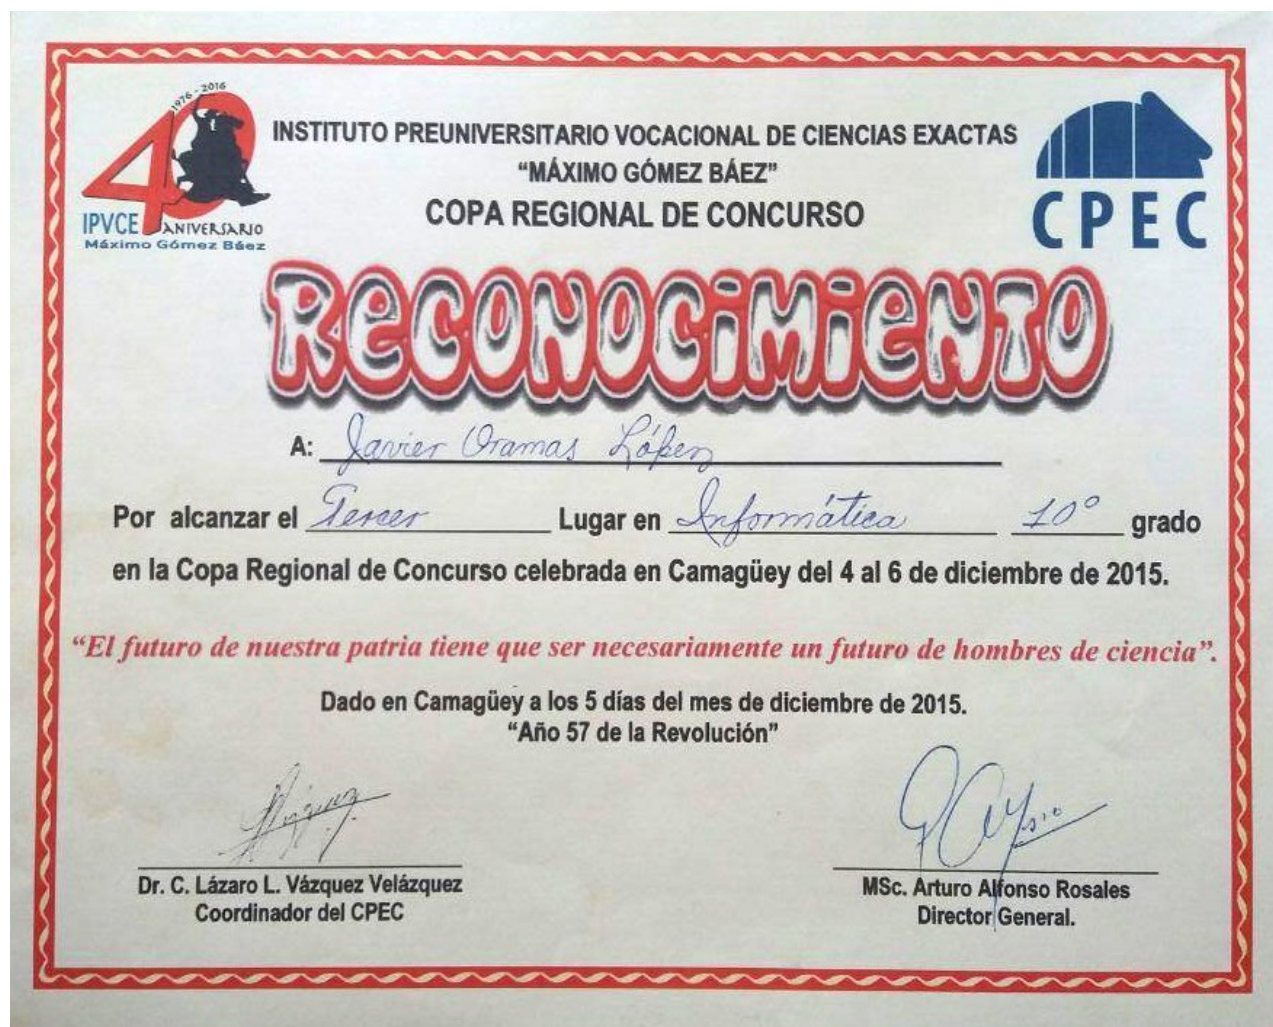 1976 - 2016
40
IPVCE ANIVERSARIO
Máximo Gómez Báez
INSTITUTO PREUNIVERSITARIO VOCACIONAL DE CIENCIAS EXACTAS
“MÁXIMO GÓMEZ BÁEZ”
COPA REGIONAL DE CONCURSO
CPEC
RECONOCIMIENTO
A: Javier Oramas López
Por alcanzar el Tercer Lugar en Informática 10° grado
en la Copa Regional de Concurso celebrada en Camagüey del 4 al 6 de diciembre de 2015.
“El futuro de nuestra patria tiene que ser necesariamente un futuro de hombres de ciencia”.
Dado en Camagüey a los 5 días del mes de diciembre de 2015.
“Año 57 de la Revolución”
Dr. C. Lázaro L. Vázquez Velázquez
Coordinador del CPEC
MSc. Arturo Alfonso Rosales
Director General.